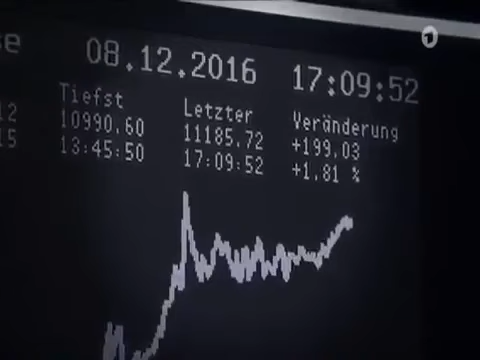 08.12.2016 17:09:52
Tiefst Letzter Veränderung
10990.60 11185.72 +199.03
13:45:50 17:09:52 +1.81 %